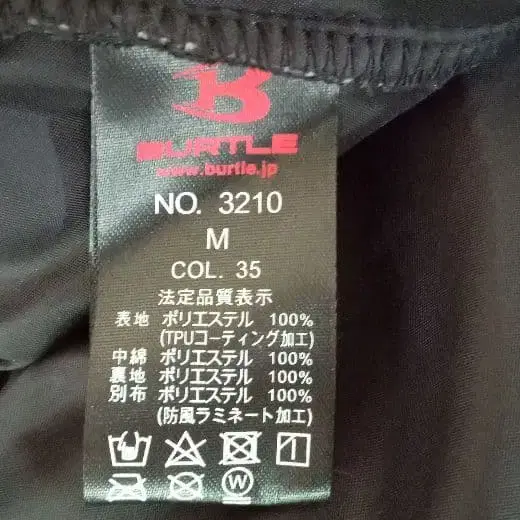 BURTLE
www.burtle.jp
NO. 3210
M
COL. 35
法定品質表示
表地 ポリエステル 100%
(TPUコーティング加工)
中綿 ポリエステル 100%
裏地 ポリエステル 100%
別布 ポリエステル 100%
(防風ラミネート加工)
W